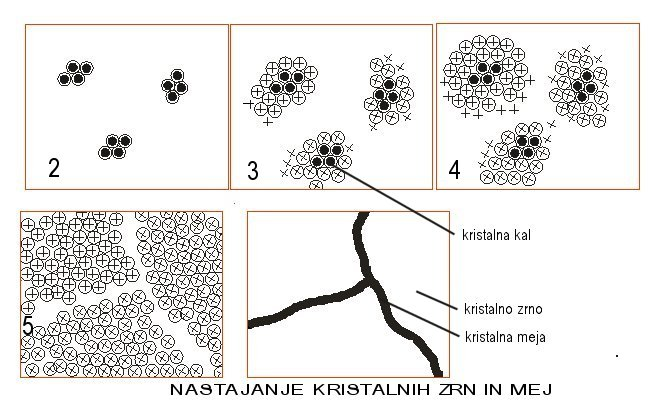 2
3
4
kristalna kal
5
kristalno zrno
kristalna meja
NASTAJANJE KRISTALNIH ZRN IN MEJ